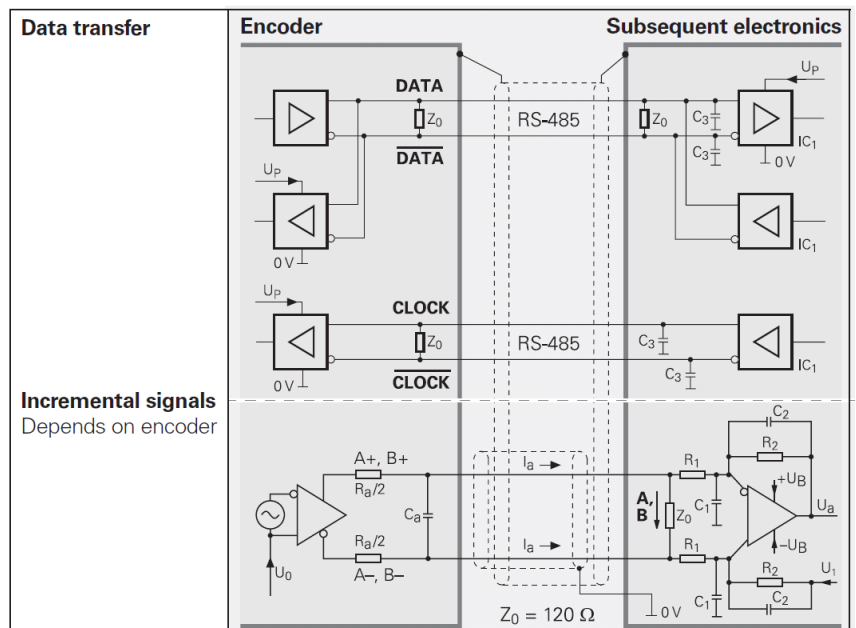 Data transfer
Encoder
Subsequent electronics
DATA
Z0
RS-485
Z0
C3
UP
C3
IC1
0 V
DATA
UP
0 V
IC1
UP
CLOCK
Z0
RS-485
C3
C3
IC1
CLOCK
0 V
Incremental signals
Depends on encoder
A+, B+
Ra/2
Ca
Ra/2
A–, B–
U0
Ia
Ia
A,
B
Z0
R1
C1
R1
C1
C2
R2
+UB
Ua
–UB
R2
U1
C2
0 V
Z0 = 120 Ω